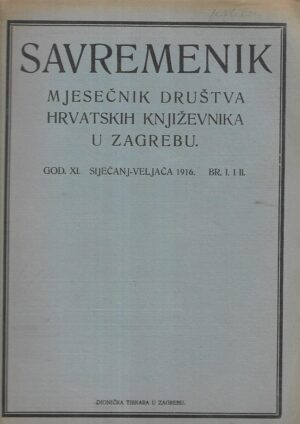 SAVREMENIK
MJESEČNIK DRUŠTVA
HRVATSKIH KNJIŽEVNIKA
U ZAGREBU.
GOD. XI. SIJEČANJ-VELJAČA 1916. BR. I. I II.
DIONIČKA TISKARA U ZAGREBU.